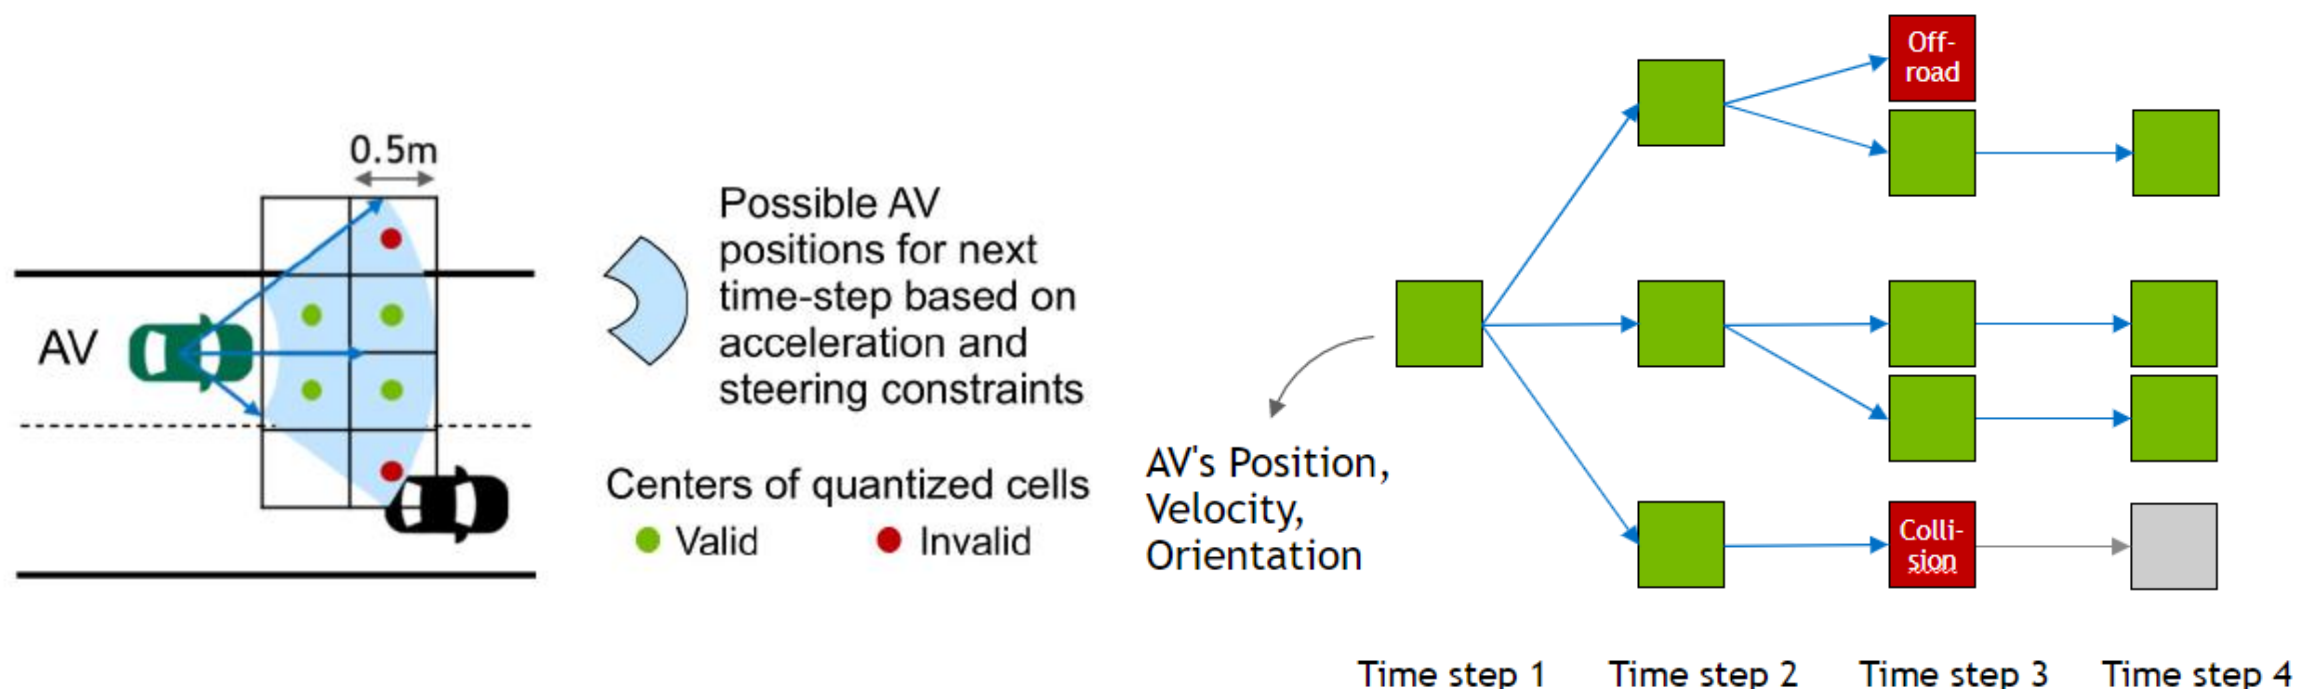 0.5m
AV
Possible AV
positions for next
time-step based on
acceleration and
steering constraints
Centers of quantized cells
Valid
Invalid
Off-
road
Colli-
sion
AV's Position,
Velocity,
Orientation
Time step 1
Time step 2
Time step 3
Time step 4